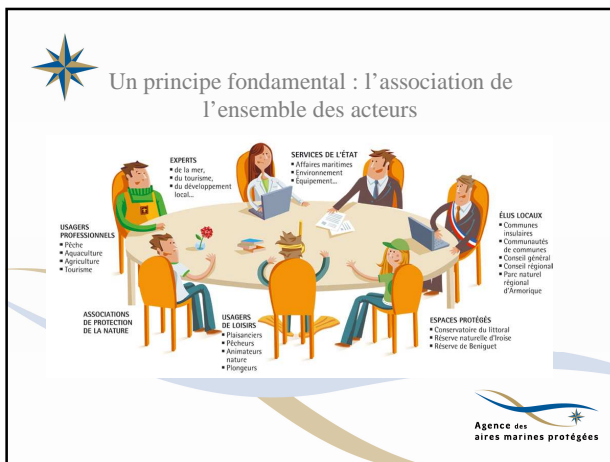 Un principe fondamental : l'association de
l'ensemble des acteurs
EXPERTS
▪ de la mer,
▪ du tourisme,
▪ du développement
local...
SERVICES DE L'ÉTAT
▪ Affaires maritimes
▪ Environnement
▪ Équipement...
USAGERS
PROFESSIONNELS
▪ Pêche
▪ Aquaculture
▪ Agriculture
▪ Tourisme
ÉLUS LOCAUX
▪ Communes
insulaires
▪ Communautés
de communes
▪ Conseil général
▪ Conseil régional
▪ Parc naturel
régional
d'Armorique
ASSOCIATIONS
DE PROTECTION
DE LA NATURE
USAGERS
DE LOISIRS
▪ Plaisanciers
▪ Pêcheurs
▪ Animateurs
nature
▪ Plongeurs
ESPACES PROTÉGÉS
▪ Conservatoire du littoral
▪ Réserve naturelle d'Iroise
▪ Réserve de Beniguet
Agence des
aires marines protégées